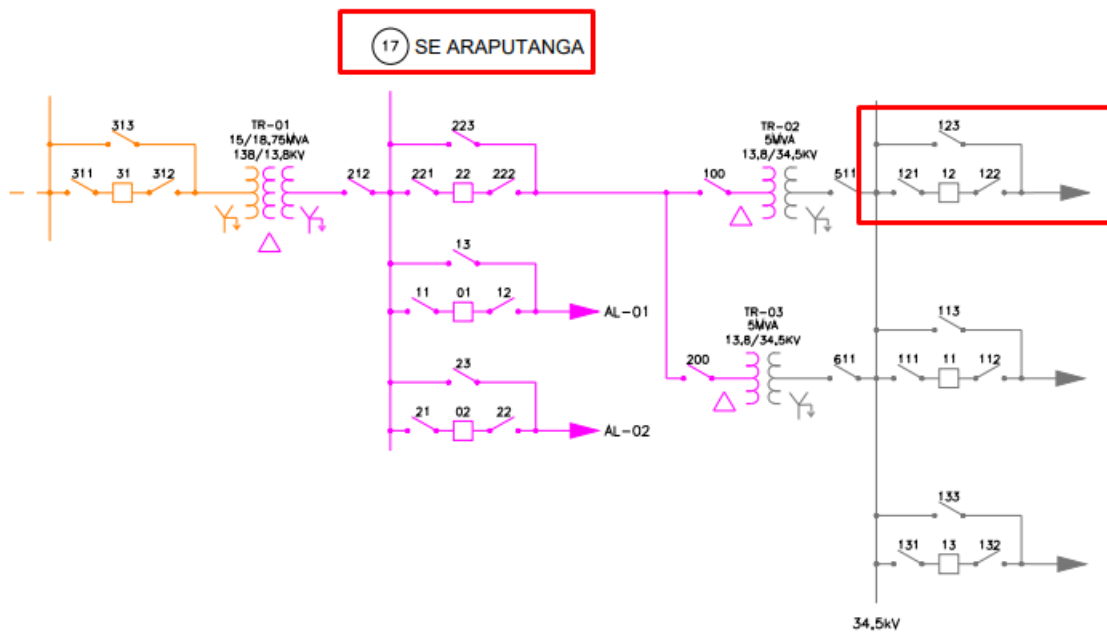 17 SE ARAPUTANGA
313
311 31 312
TR-01
15/18,75MVA
138/13,8KV
212
223
221 22 222
13
11 01 12
AL-01
23
21 02 22
AL-02
100
TR-02
5MVA
13,8/34,5KV
511
200
TR-03
5MVA
13,8/34,5KV
611
123
121 12 122
113
111 11 112
133
131 13 132
34,5kV